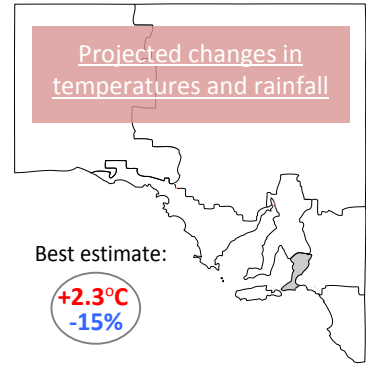 Projected changes in
temperatures and rainfall
Best estimate:
+2.3°C
-15%